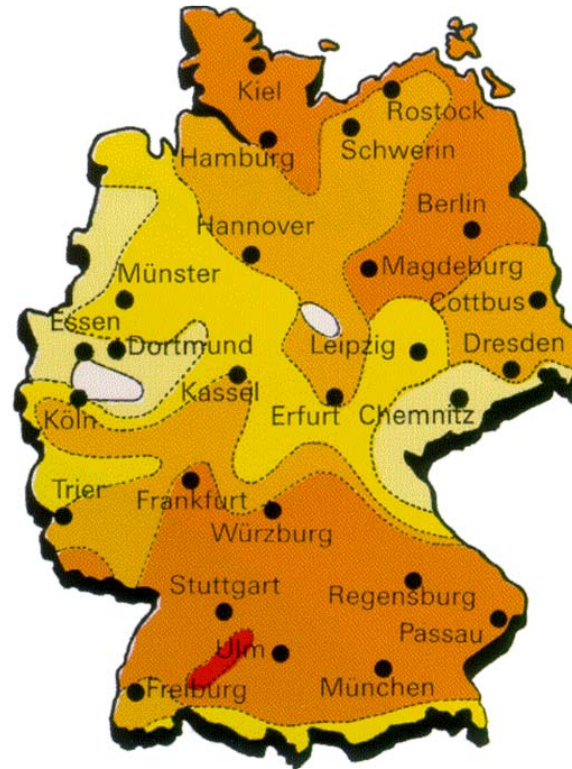 Kiel
Rostock
Hamburg
Schwerin
Berlin
Hannover
Magdeburg
Münster
Cottbus
Essen
Dortmund
Leipzig
Dresden
Kassel
Köln
Erfurt
Chemnitz
Trier
Frankfurt
Würzburg
Stuttgart
Regensburg
Passau
Ulm
Freiburg
München